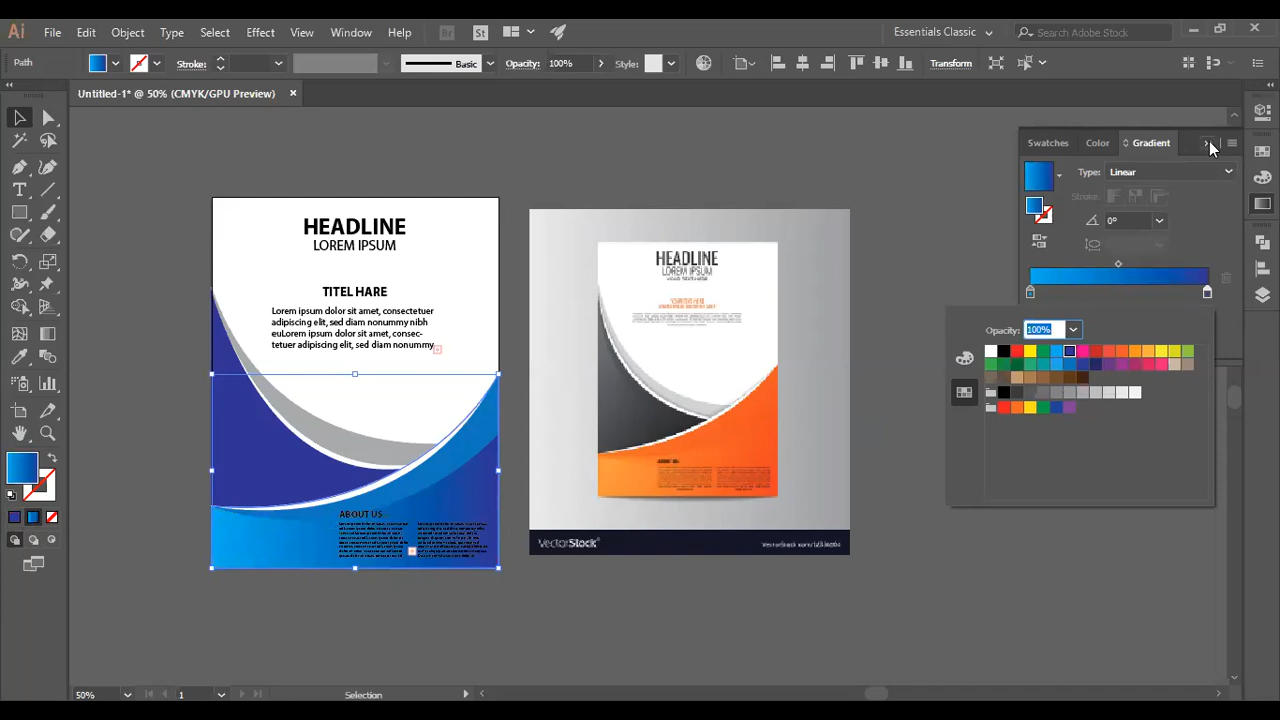 Ai File Edit Object Type Select Effect View Window Help Br St Essentials Classic Search Adobe Stock
Path Stroke: Basic Opacity: 100% Style: Transform
Untitled-1* @ 50% (CMYK/GPU Preview)
Swatches Color Gradient
Type: Linear
Stroke:
0°
Opacity: 100%
HEADLINE
LOREM IPSUM
TITEL HARE
Lorem ipsum dolor sit amet, consectetuer
adipiscing elit, sed diam nonummy nibh
euLorem ipsum dolor sit amet, consec-
tetuer adipiscing elit, sed diam nonummy
ABOUT US
HEADLINE
LOREM IPSUM
VectorStock®
50% 1 Selection